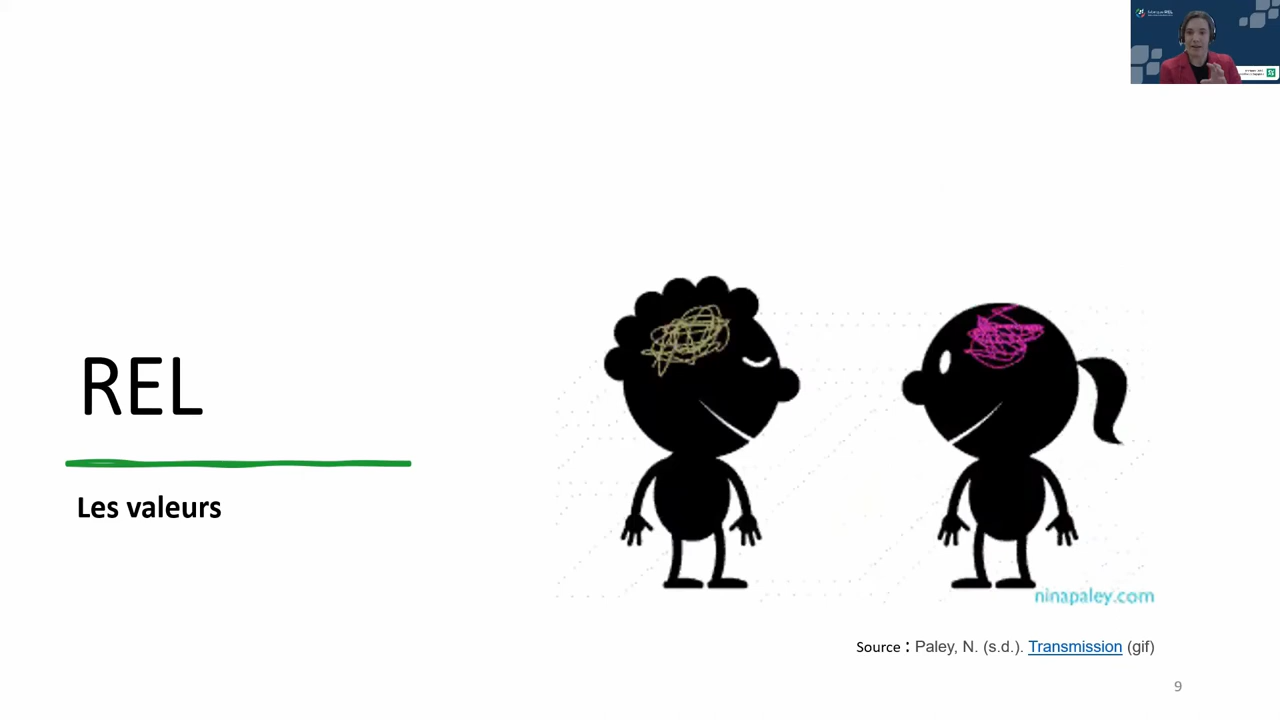 REL
Les valeurs
ninapaley.com
Source : Paley, N. (s.d.). Transmission (gif)
9